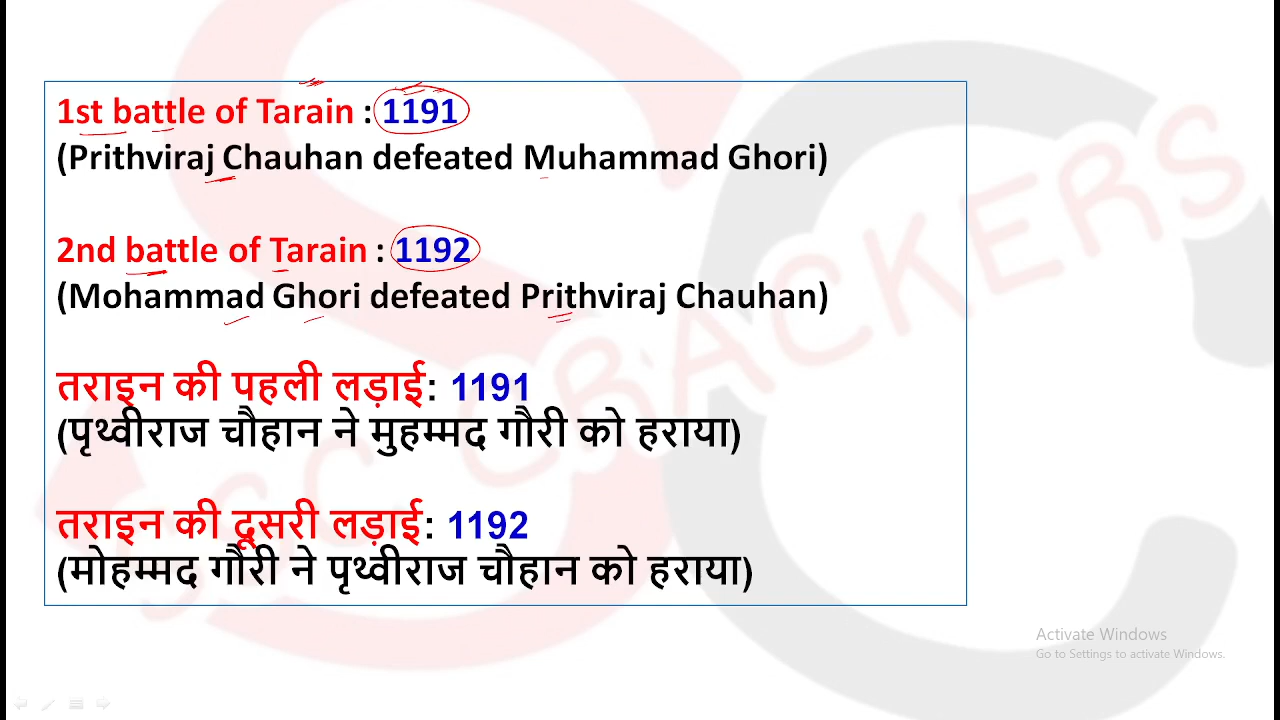 1st battle of Tarain : 1191
(Prithviraj Chauhan defeated Muhammad Ghori)
2nd battle of Tarain : 1192
(Mohammad Ghori defeated Prithviraj Chauhan)
तराइन की पहली लड़ाई: 1191
(पृथ्वीराज चौहान ने मुहम्मद गौरी को हराया)
तराइन की दूसरी लड़ाई: 1192
(मोहम्मद गौरी ने पृथ्वीराज चौहान को हराया)
SSC CRACKERS
Activate Windows
Go to Settings to activate Windows.